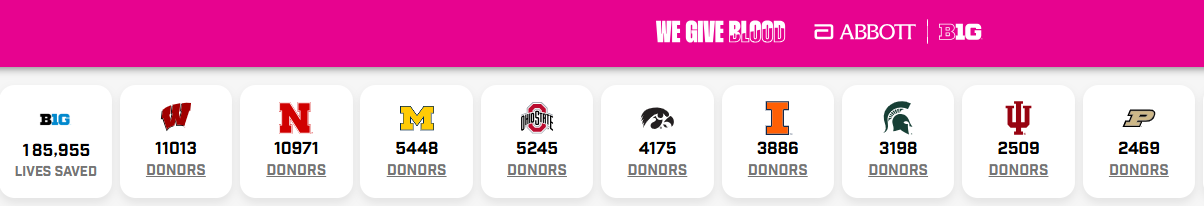 WE GIVE BLOOD
ABBOTT
B1G
B1G
185,955
LIVES SAVED
W
11013
DONORS
N
10971
DONORS
M
5448
DONORS
OHIO STATE
5245
DONORS
4175
DONORS
I
3886
DONORS
3198
DONORS
IU
2509
DONORS
P
2469
DONORS